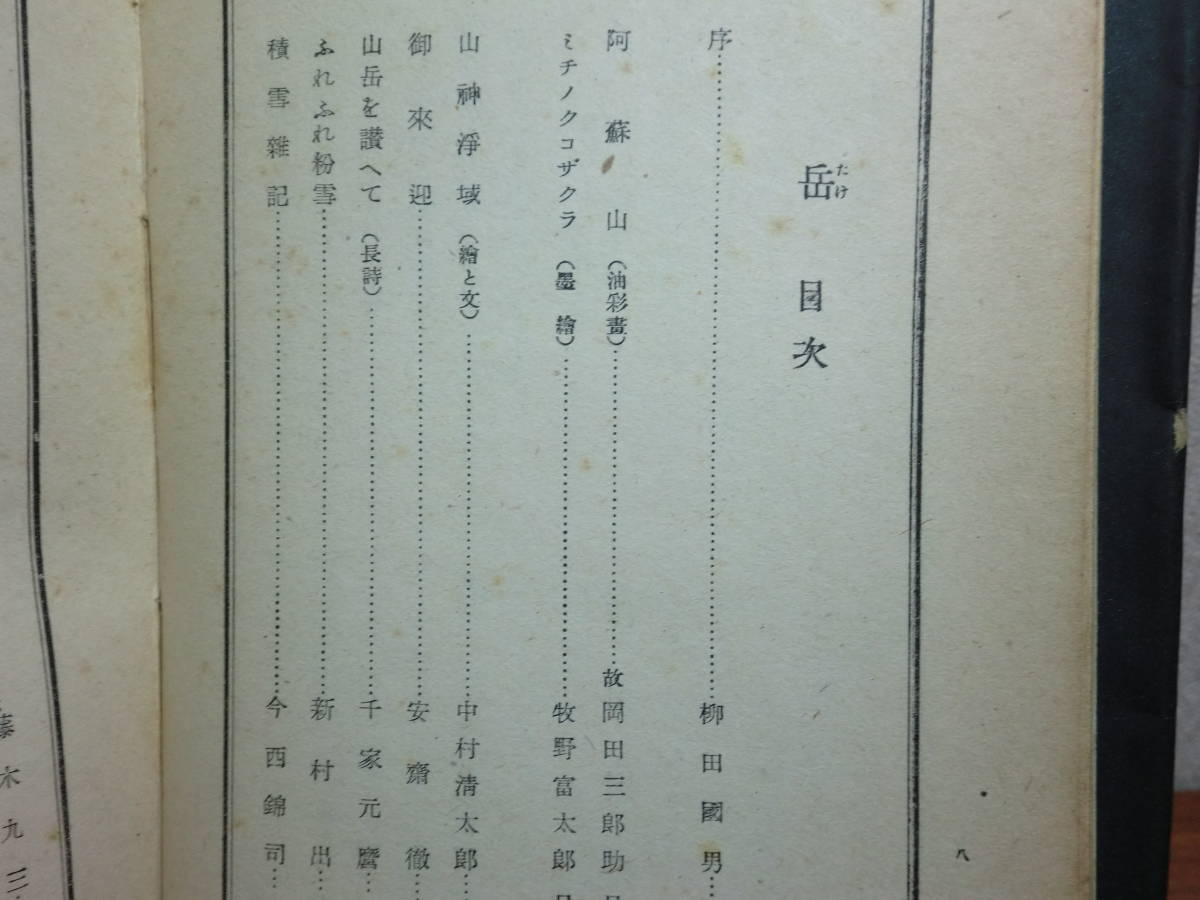 岳 目次
たけ
序……柳田國男…
阿蘇山（油彩畫）……故岡田三郎助
ミチノクコザクラ（墨繪）……牧野富太郎
山神淨域（繪と文）……中村淸太郎…
御來迎……安齋徹…
山岳を讃へて（長詩）……千家元麿…
ふれふれ粉雪……新村出…
積雪雜記……今西錦司…
木九三
八